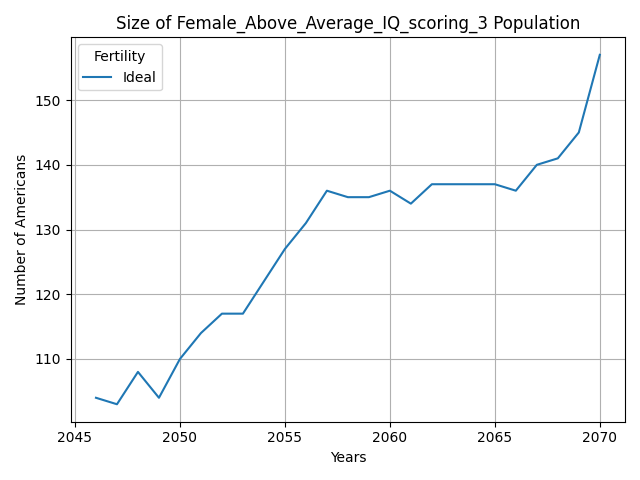 Size of Female_Above_Average_IQ_scoring_3 Population
Fertility
Ideal
Number of Americans
150
140
130
120
110
2045 2050 2055 2060 2065 2070
Years